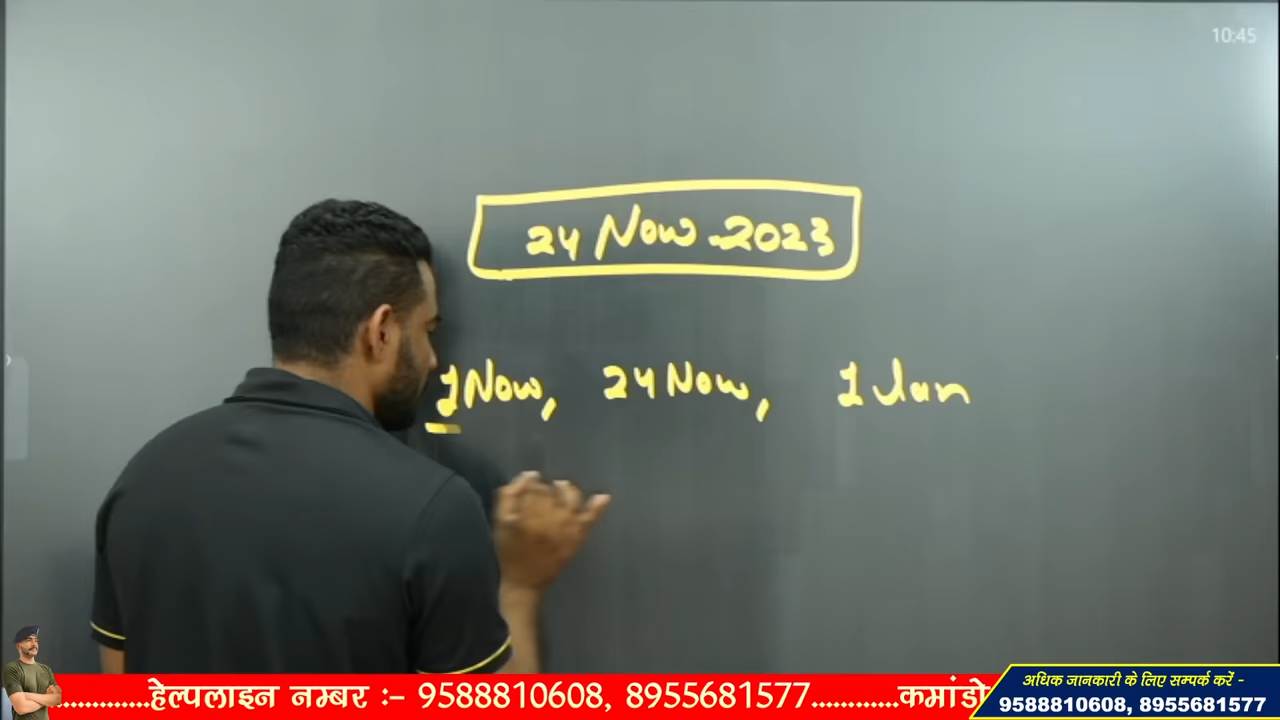 10:45
24 Now 2023
1 Now, 24 Now, 1 Jan
............हेल्पलाइन नम्बर :- 9588810608, 8955681577............कमांडो
अधिक जानकारी के लिए सम्पर्क करें -
9588810608, 8955681577